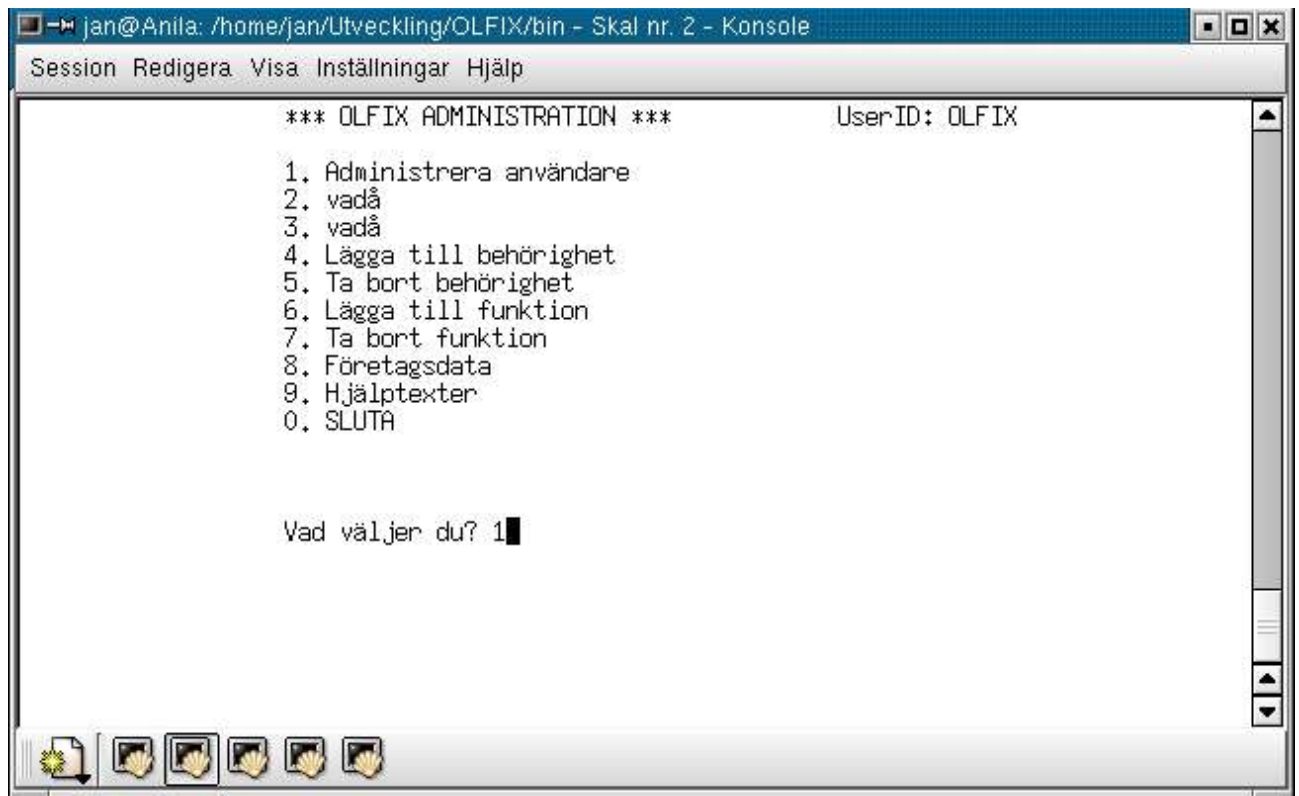 jan@Anila: /home/jan/Utveckling/OLFIX/bin - Skal nr. 2 - Konsole
Session Redigera Visa Inställningar Hjälp
*** OLFIX ADMINISTRATION *** UserID: OLFIX
1. Administrera användare
2. vadå
3. vadå
4. Lägga till behörighet
5. Ta bort behörighet
6. Lägga till funktion
7. Ta bort funktion
8. Företagsdata
9. Hjälptexter
0. SLUTA
Vad väljer du? 1